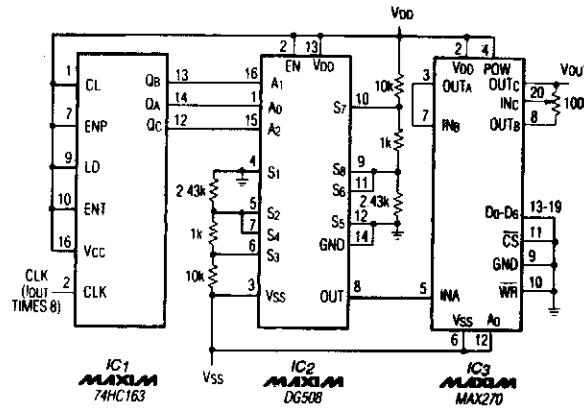 VDD
1 CL
QB 13
QA 14
QC 12
7 ENP
9 LD
10 ENT
16 VCC
CLK
(fOUT
TIMES 8)
2 CLK
2 13
EN VDD
16 A1
1 A0
15 A2
S7 10
10k
1k
4 S1
2 43k
5 S2
7 S4
1k
6 S3
10k
3 VSS
S8 9
S6 11
2.43k
S5 12
GND 14
OUT 8
VSS
2 4
VDD POW
3 OUTA
7 INB
OUTC
VOUT
INC 20
100
OUTB 8
D0-D6 13-19
CS 11
GND 9
WR 10
5 INA
VSS A0
6 12
IC1
MAXIM
74HC163
IC2
MAXIM
DG508
IC3
MAXIM
MAX270